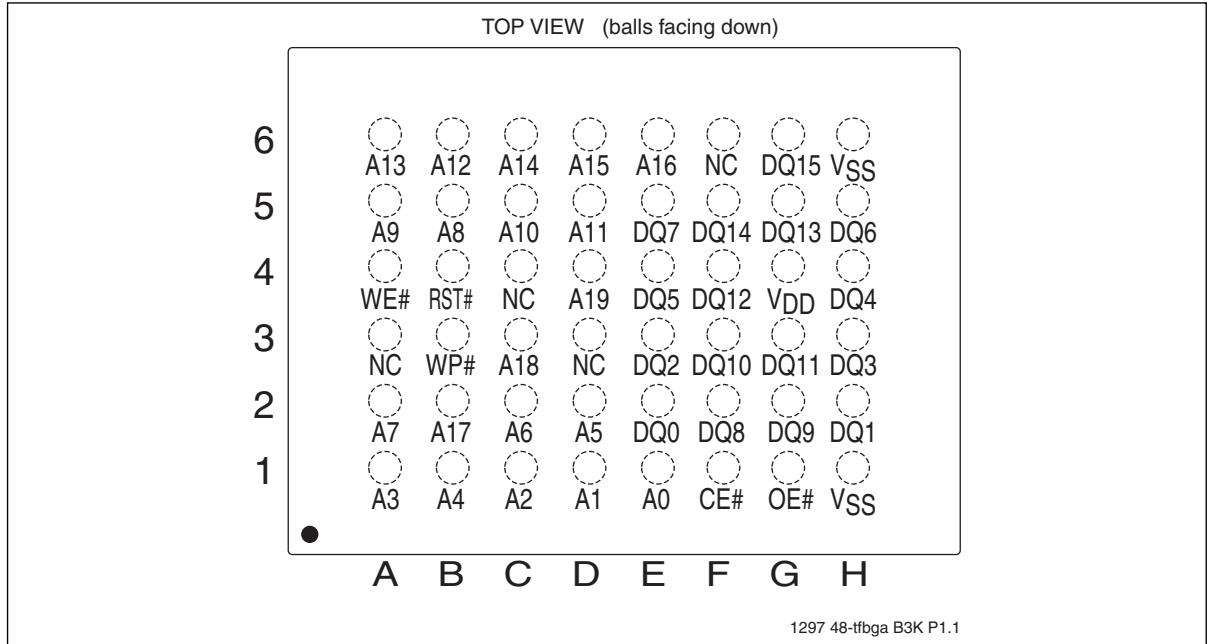 TOP VIEW (balls facing down)
6
A13 A12 A14 A15 A16 NC DQ15 VSS
5
A9 A8 A10 A11 DQ7 DQ14 DQ13 DQ6
4
WE# RST# NC A19 DQ5 DQ12 VDD DQ4
3
NC WP# A18 NC DQ2 DQ10 DQ11 DQ3
2
A7 A17 A6 A5 DQ0 DQ8 DQ9 DQ1
1
A3 A4 A2 A1 A0 CE# OE# VSS
A B C D E F G H
1297 48-tfbga B3K P1.1